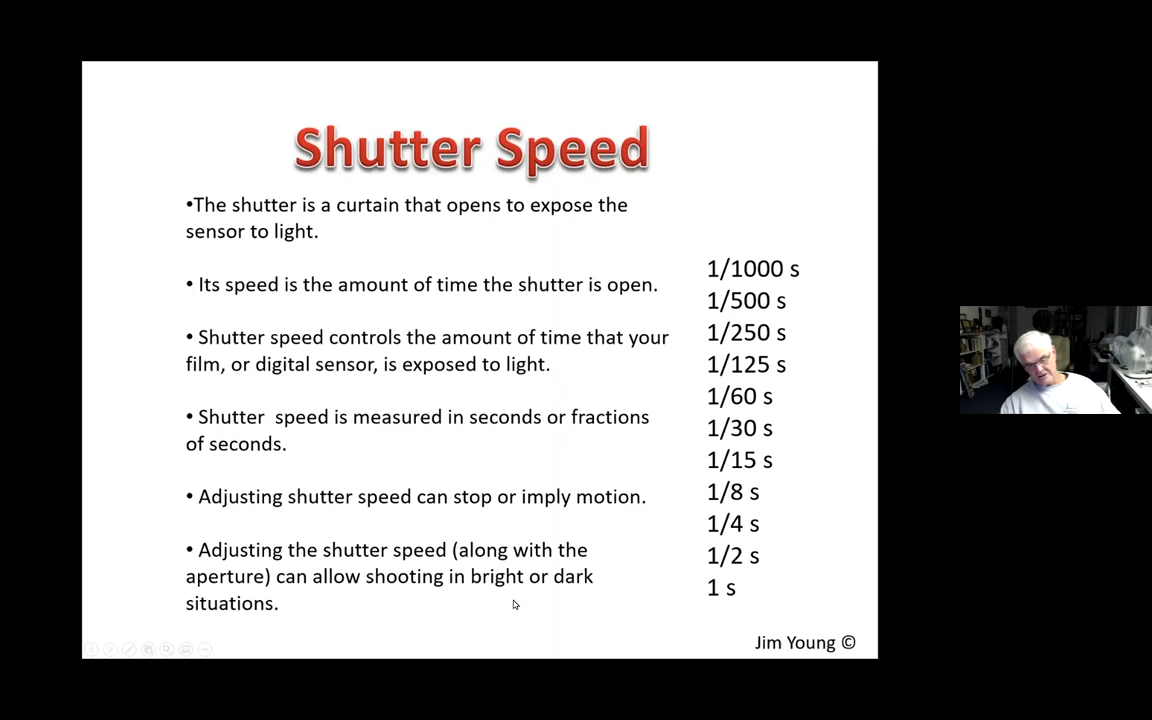 Shutter Speed
•The shutter is a curtain that opens to expose the
sensor to light.
• Its speed is the amount of time the shutter is open.
• Shutter speed controls the amount of time that your
film, or digital sensor, is exposed to light.
• Shutter  speed is measured in seconds or fractions
of seconds.
• Adjusting shutter speed can stop or imply motion.
• Adjusting the shutter speed (along with the
aperture) can allow shooting in bright or dark
situations.
1/1000 s
1/500 s
1/250 s
1/125 s
1/60 s
1/30 s
1/15 s
1/8 s
1/4 s
1/2 s
1 s
Jim Young ©